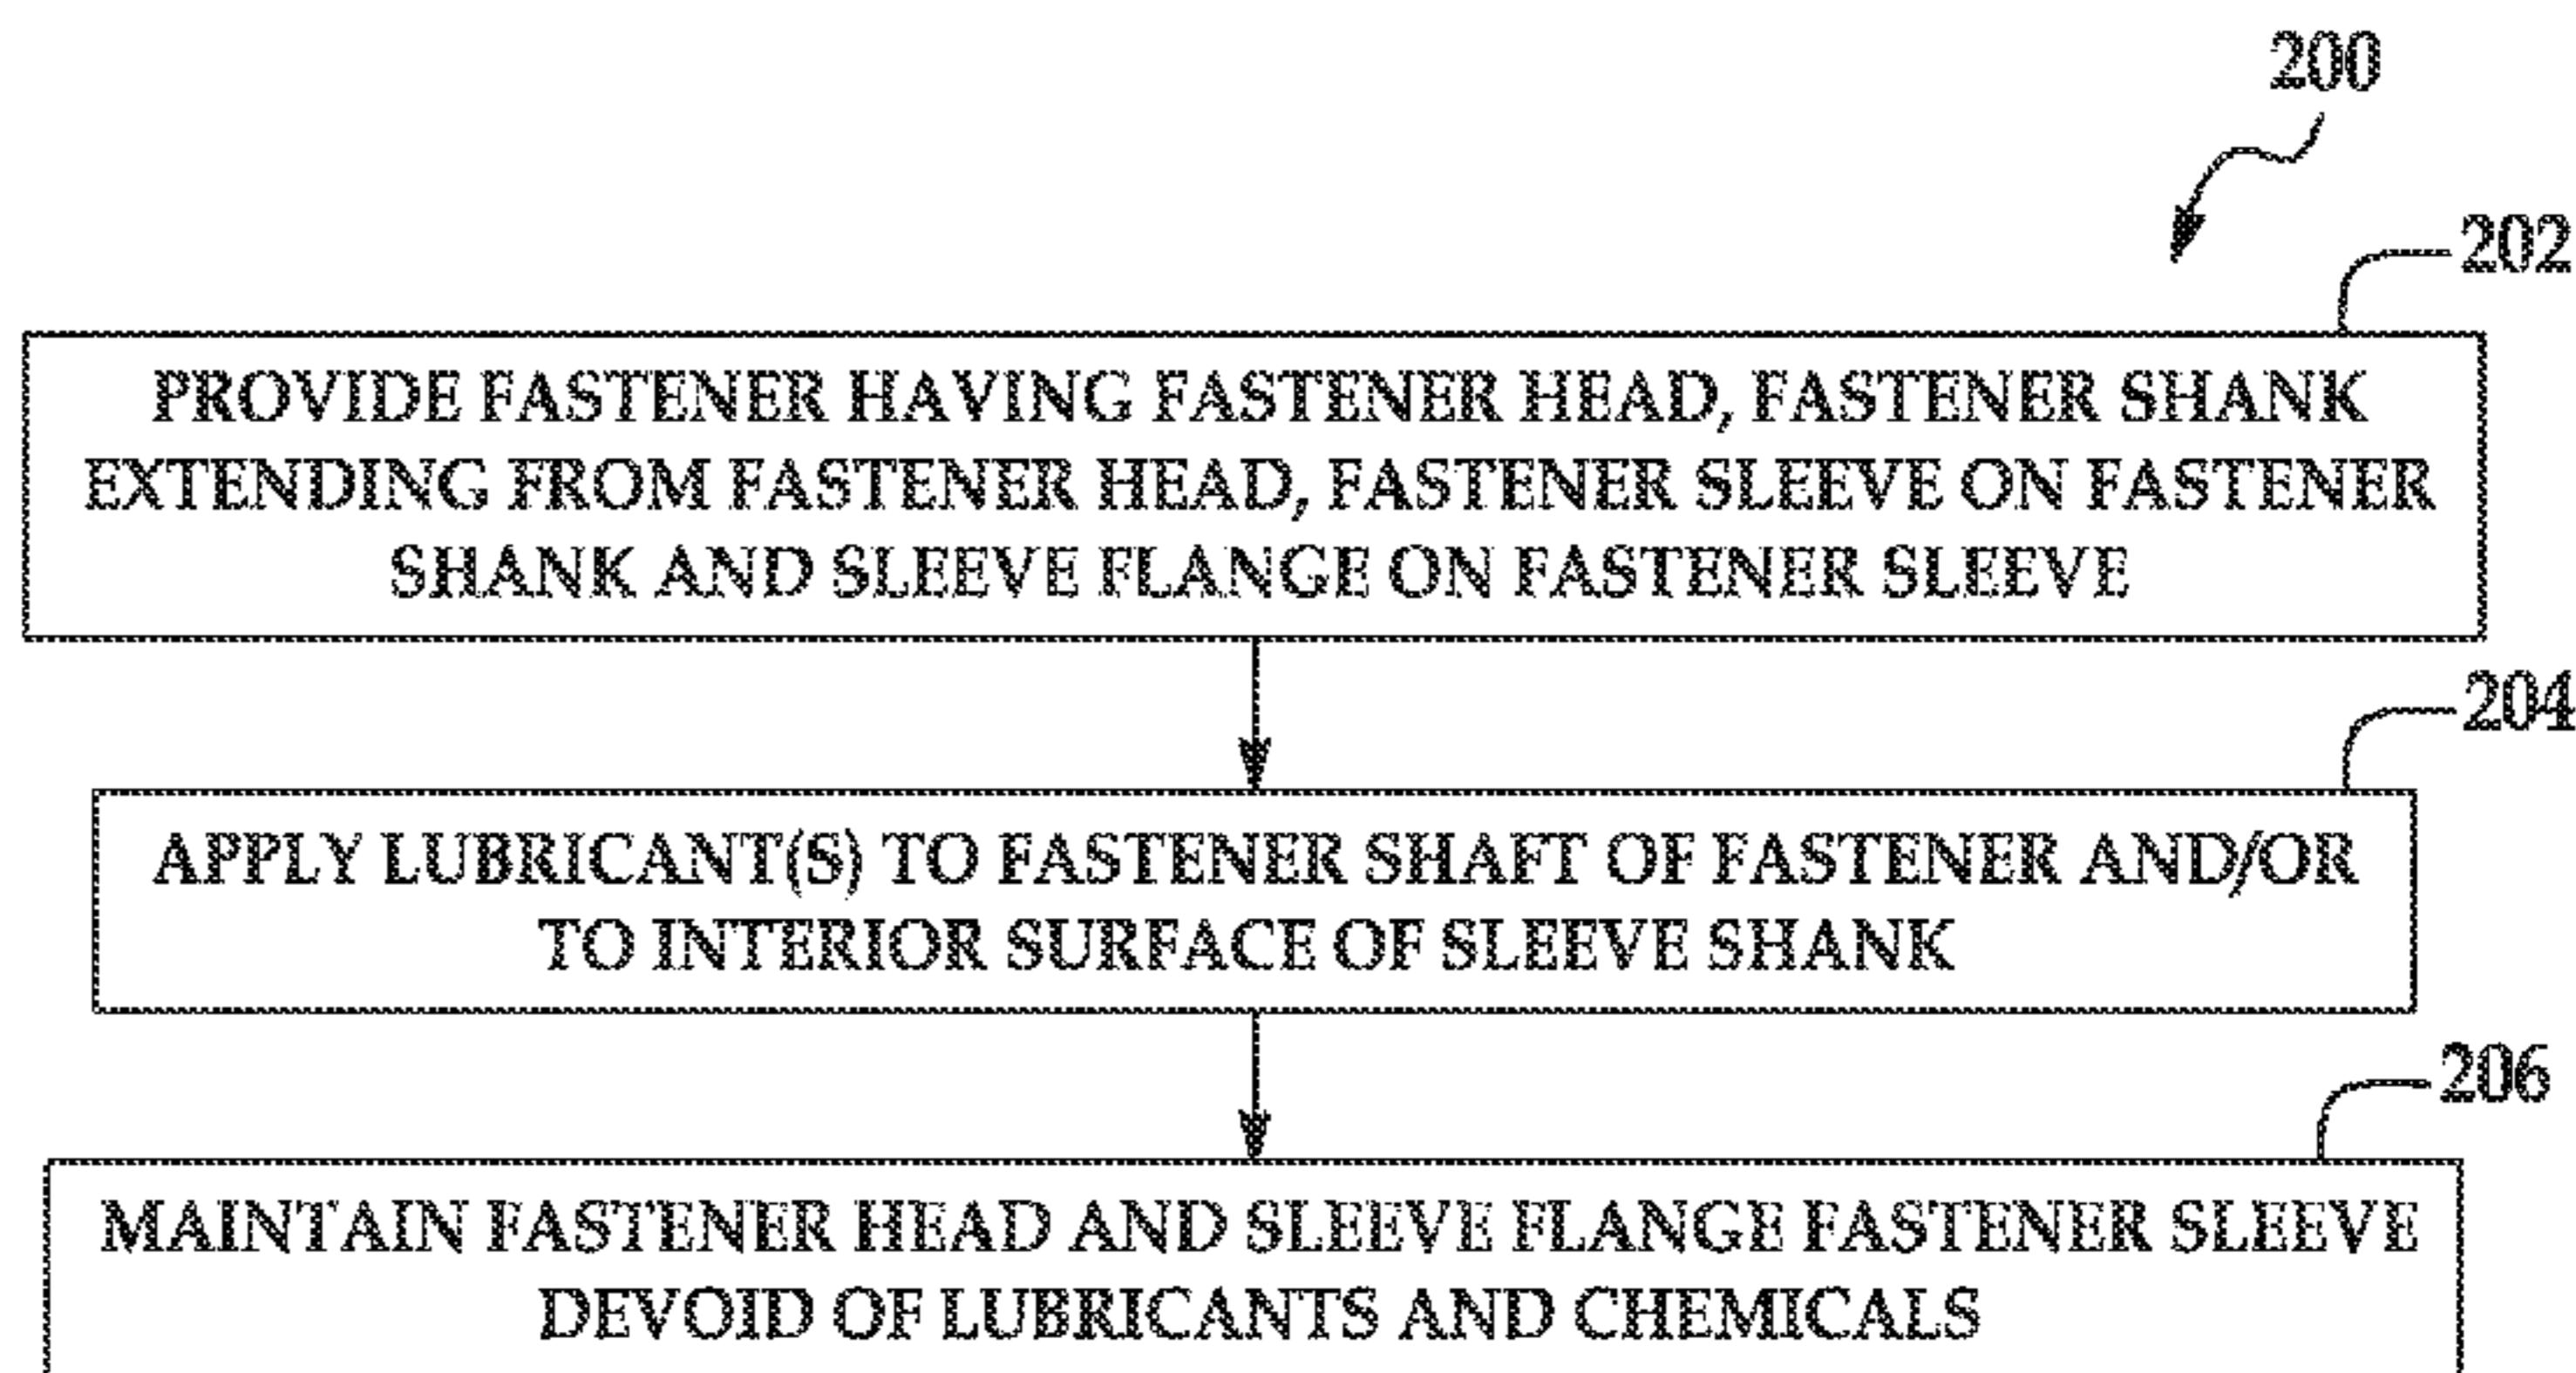 200
202
PROVIDE FASTENER HAVING FASTENER HEAD, FASTENER SHANK
EXTENDING FROM FASTENER HEAD, FASTENER SLEEVE ON FASTENER
SHANK AND SLEEVE FLANGE ON FASTENER SLEEVE
204
APPLY LUBRICANT(S) TO FASTENER SHAFT OF FASTENER AND/OR
TO INTERIOR SURFACE OF SLEEVE SHANK
206
MAINTAIN FASTENER HEAD AND SLEEVE FLANGE FASTENER SLEEVE
DEVOID OF LUBRICANTS AND CHEMICALS